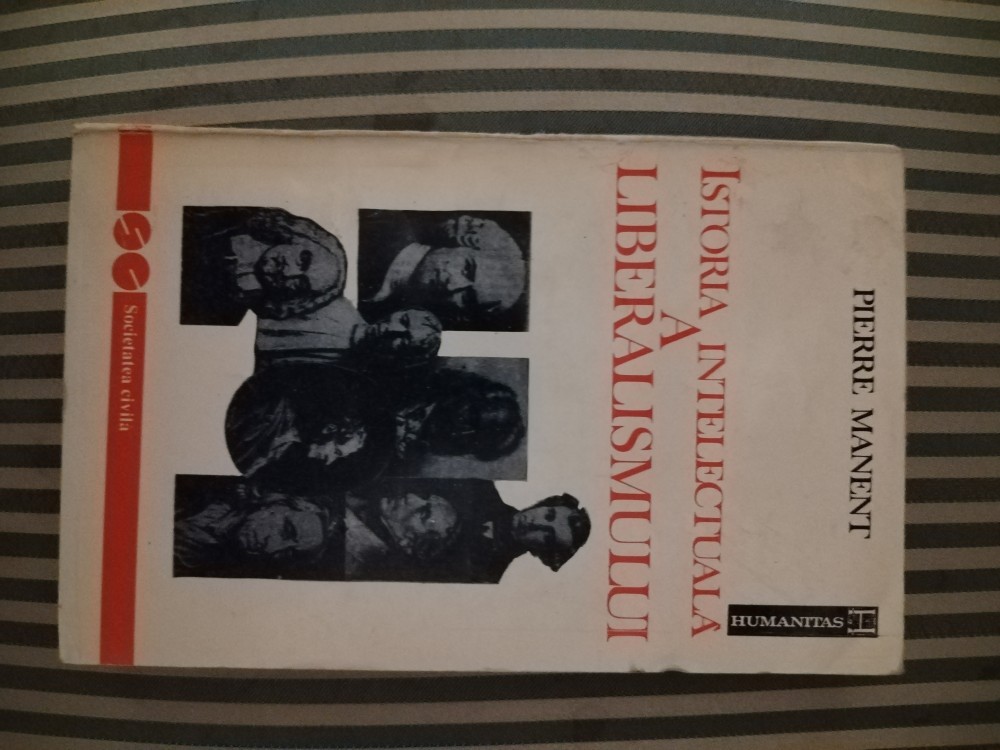 PIERRE MANENT
HUMANITAS
ISTORIA INTELECTUALĂ
A
LIBERALISMULUI
SC
Societatea civilă